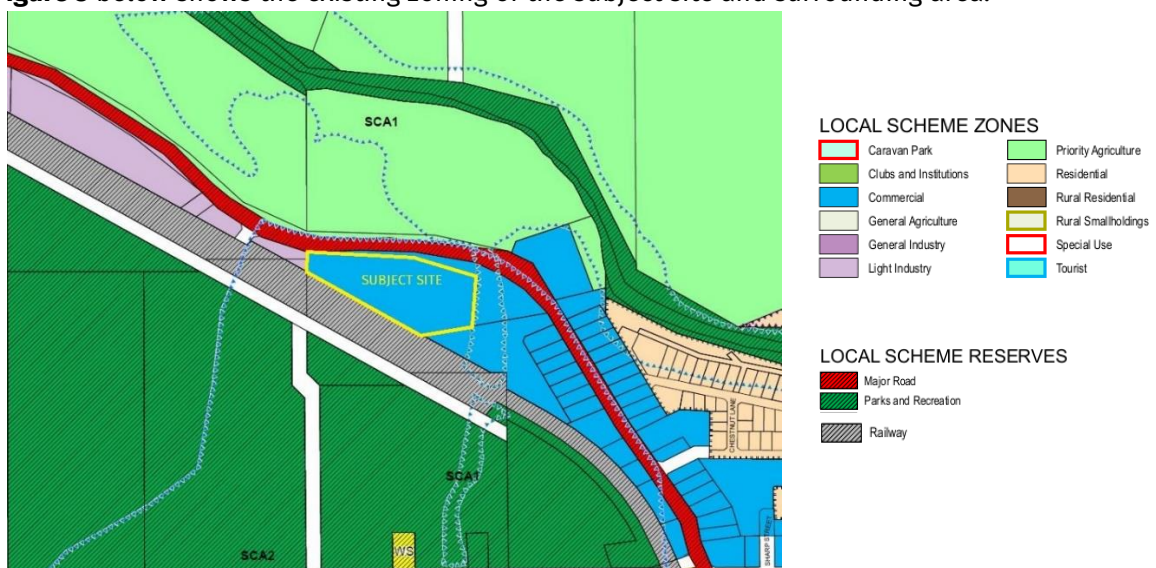 below shows the existing zoning of the subject site and surrounding area.
SCA1
SUBJECT SITE
CHESTNUT LANE
SCA1
SCA2
WS
SHARP STREET
LOCAL SCHEME ZONES
Caravan Park
Clubs and Institutions
Commercial
General Agriculture
General Industry
Light Industry
Priority Agriculture
Residential
Rural Residential
Rural Smallholdings
Special Use
Tourist
LOCAL SCHEME RESERVES
Major Road
Parks and Recreation
Railway